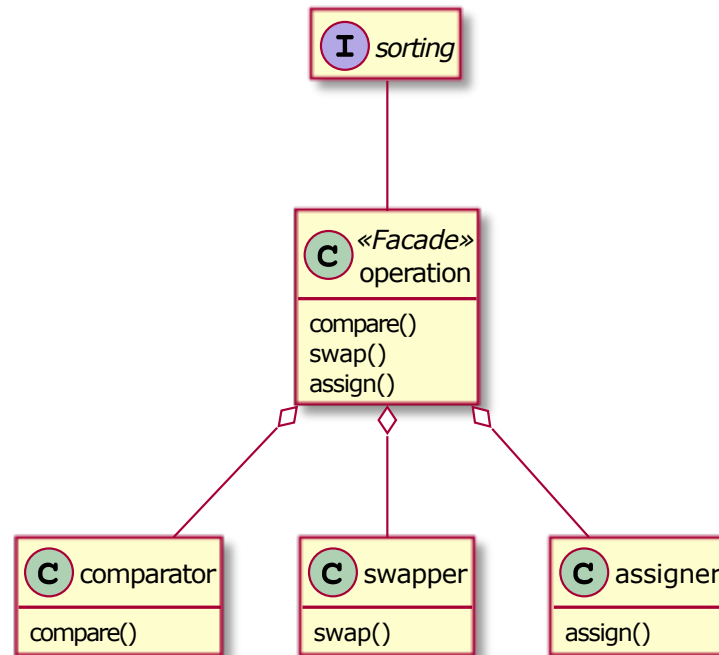 I sorting
C «Facade»
operation
compare()
swap()
assign()
C comparator
compare()
C swapper
swap()
C assigner
assign()